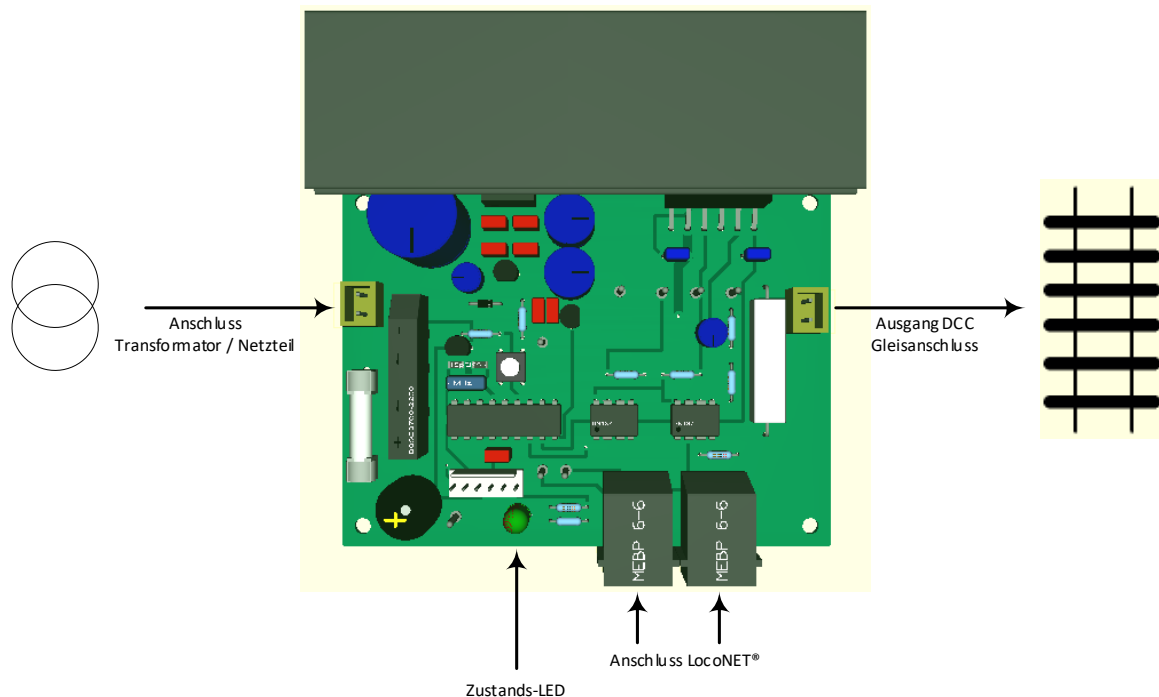 Anschluss
Transformator / Netzteil
Ausgang DCC
Gleisanschluss
MEBP 6-6
MEBP 6-6
Anschluss LocoNET®
Zustands-LED